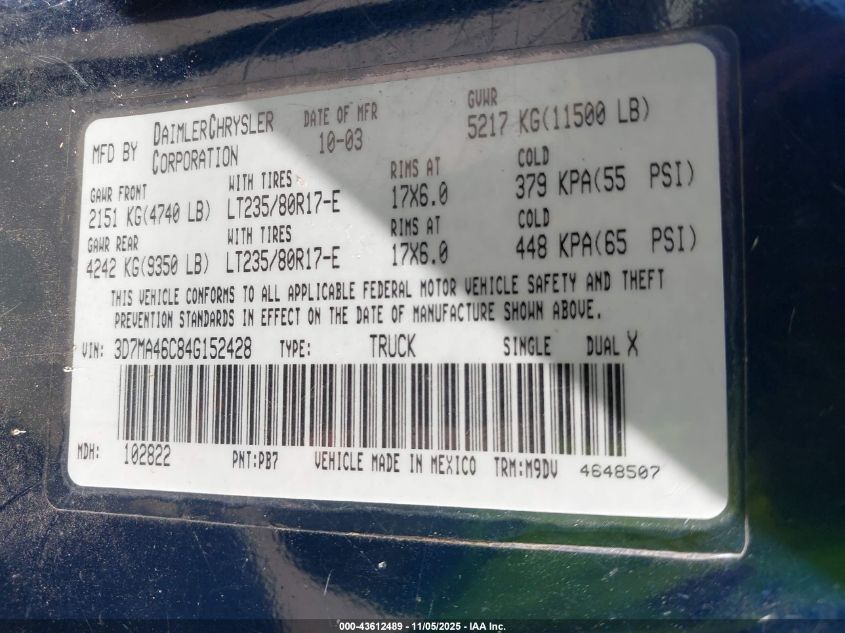 MFD BY DAIMLERCHRYSLER CORPORATION DATE OF MFR 10-03 GVWR 5217 KG(11500 LB)
GAWR FRONT WITH TIRES RIMS AT COLD
2151 KG(4740 LB) LT235/80R17-E 17X6.0 379 KPA(55 PSI)
GAWR REAR WITH TIRES RIMS AT COLD
4242 KG(9350 LB) LT235/80R17-E 17X6.0 448 KPA(65 PSI)
THIS VEHICLE CONFORMS TO ALL APPLICABLE FEDERAL MOTOR VEHICLE SAFETY AND THEFT
PREVENTION STANDARDS IN EFFECT ON THE DATE OF MANUFACTURE SHOWN ABOVE.
VIN: 3D7MA46C84G152428 TYPE: TRUCK SINGLE DUAL X
MDH: 102822 PNT:PB7 VEHICLE MADE IN MEXICO TRM:M9DV 4648507
000-43612489 - 11/05/2025 - IAA Inc.